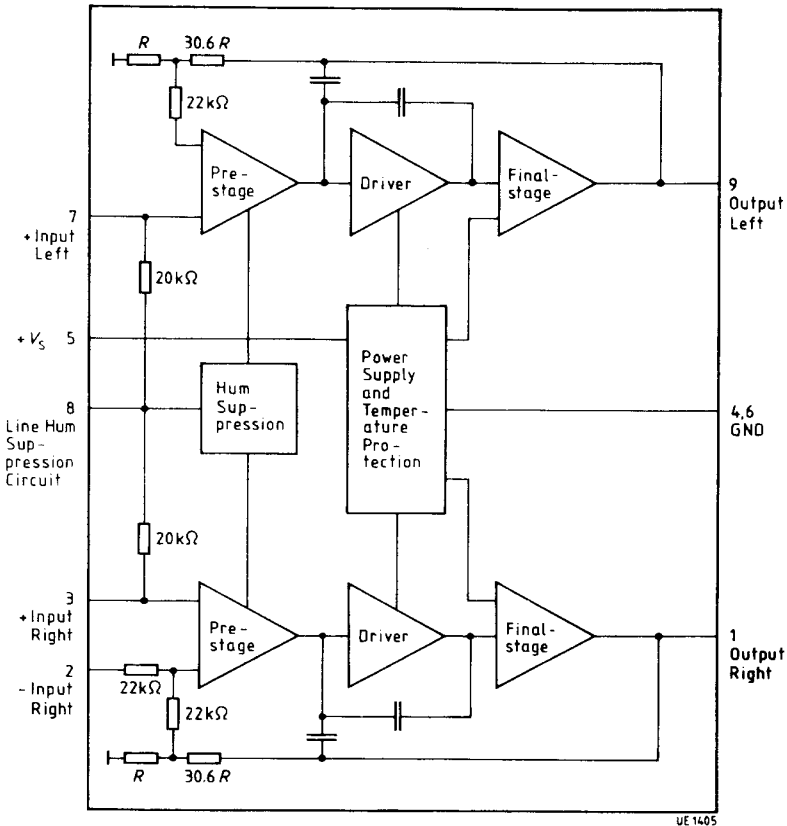 R
30.6 R
22kΩ
Pre-
stage
Driver
Final-
stage
9
Output
Left
7
+Input
Left
20kΩ
+VS 5
Power
Supply
and
Temper-
ature
Pro-
tection
Hum
Sup-
pression
8
Line Hum
Sup-
pression
Circuit
4,6
GND
20kΩ
3
+Input
Right
Pre-
stage
Driver
Final-
stage
1
Output
Right
2
-Input
Right
22kΩ
22kΩ
R
30.6 R
UE 1405